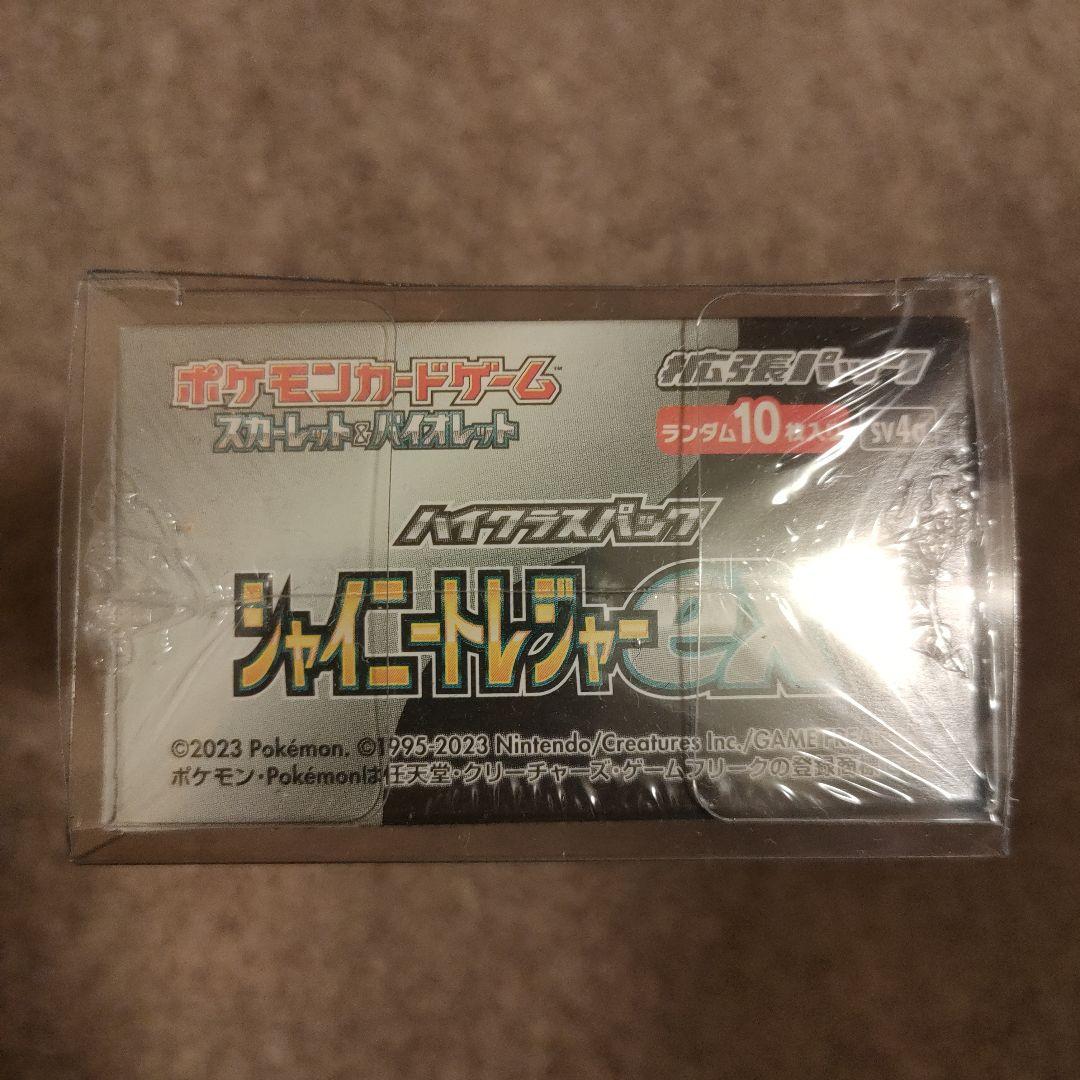 ポケモンカードゲーム™
スカーレット&バイオレット
拡張パック
ランダム10枚入り
SV4a
ハイクラスパック
シャイニートレジャーex
©2023 Pokémon. ©1995-2023 Nintendo/Creatures Inc./GAME FREAK
ポケモン・Pokémonは任天堂・クリーチャーズ・ゲームフリークの登録商標